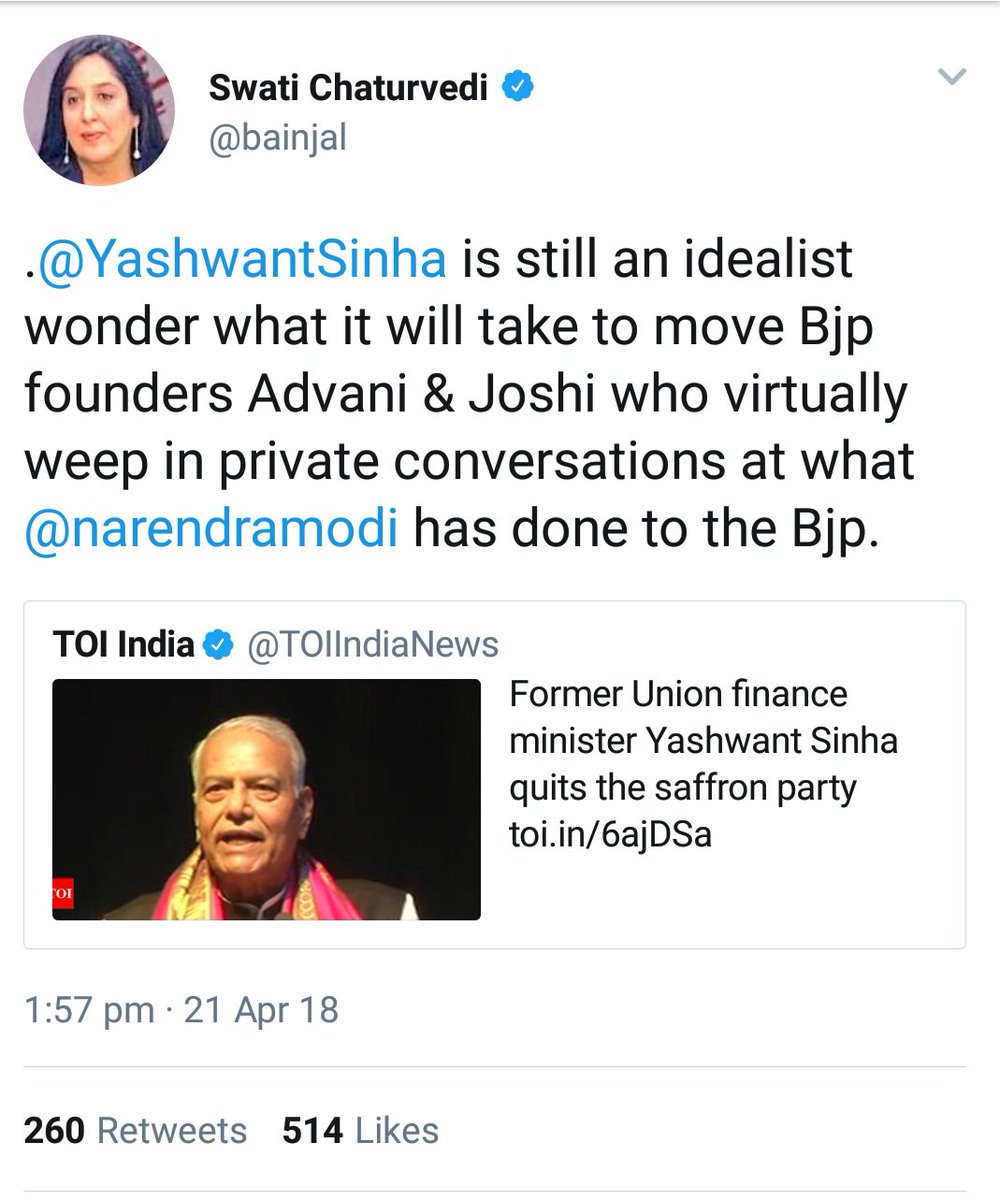 Swati Chaturvedi
@bainjal
.@YashwantSinha is still an idealist
wonder what it will take to move Bjp
founders Advani & Joshi who virtually
weep in private conversations at what
@narendramodi has done to the Bjp.
TOI India @TOIIndiaNews
Former Union finance
minister Yashwant Sinha
quits the saffron party
toi.in/6ajDSa
TOI
1:57 pm · 21 Apr 18
260 Retweets 514 Likes